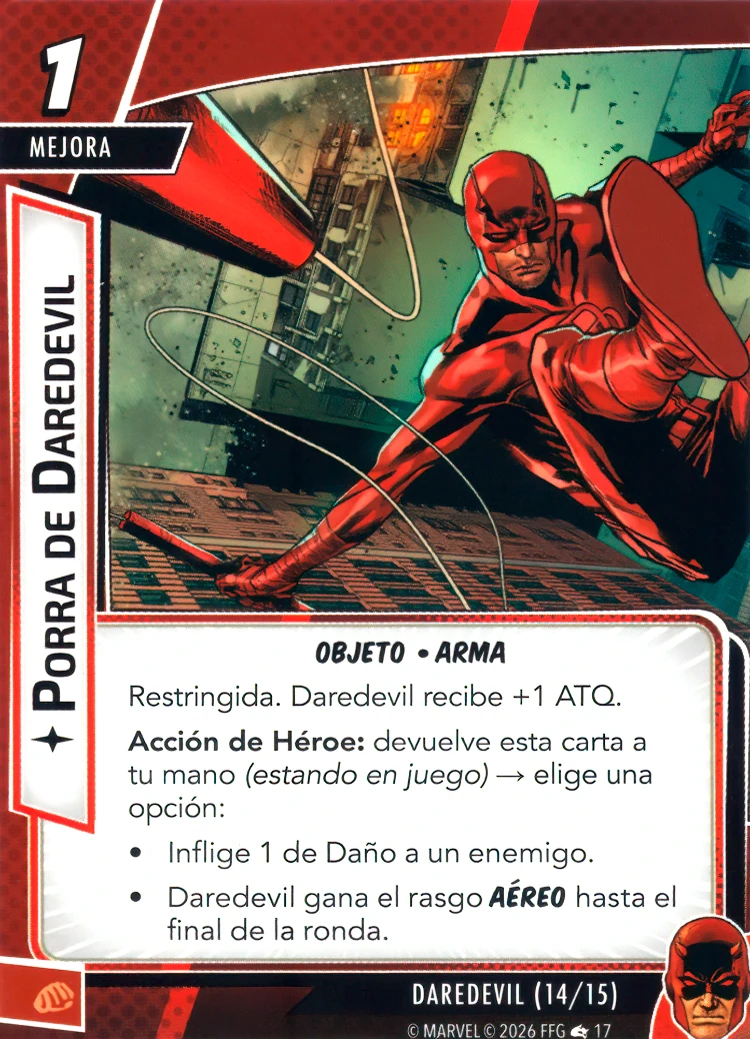 1
MEJORA
PORRA DE DAREDEVIL
OBJETO • ARMA
Restringida. Daredevil recibe +1 ATQ.
Acción de Héroe: devuelve esta carta a
tu mano (estando en juego) → elige una
opción:
• Inflige 1 de Daño a un enemigo.
• Daredevil gana el rasgo AÉREO hasta el
final de la ronda.
DAREDEVIL (14/15)
© MARVEL © 2026 FFG 17